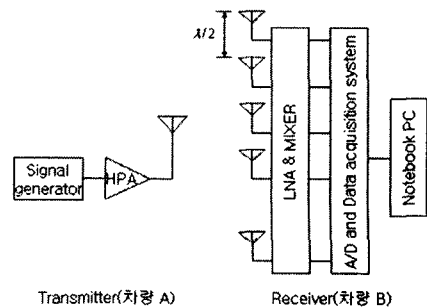 λ/2
Signal
generator
HPA
LNA & MIXER
A/D and Data acquisition system
Notebook PC
Transmitter(차량 A)
Receiver(차량 B)